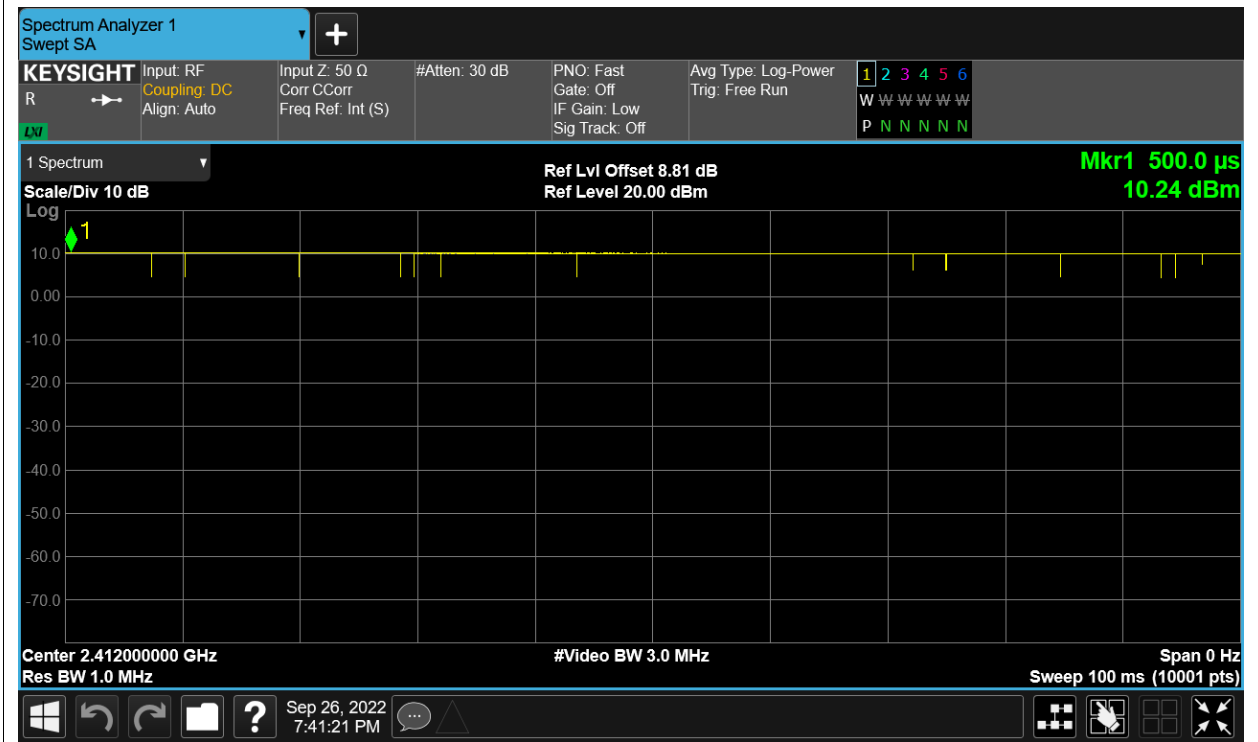 Spectrum Analyzer 1
Swept SA
KEYSIGHT
R
LXI
Input: RF
Coupling: DC
Align: Auto
Input Z: 50 Ω
Corr CCorr
Freq Ref: Int (S)
#Atten: 30 dB
PNO: Fast
Gate: Off
IF Gain: Low
Sig Track: Off
Avg Type: Log-Power
Trig: Free Run
1 2 3 4 5 6
W W W W W W
P N N N N N
1 Spectrum
Scale/Div 10 dB
Log
Ref Lvl Offset 8.81 dB
Ref Level 20.00 dBm
Mkr1 500.0 µs
10.24 dBm
1
10.0
0.00
-10.0
-20.0
-30.0
-40.0
-50.0
-60.0
-70.0
Center 2.412000000 GHz
Res BW 1.0 MHz
#Video BW 3.0 MHz
Span 0 Hz
Sweep 100 ms (10001 pts)
?
Sep 26, 2022
7:41:21 PM